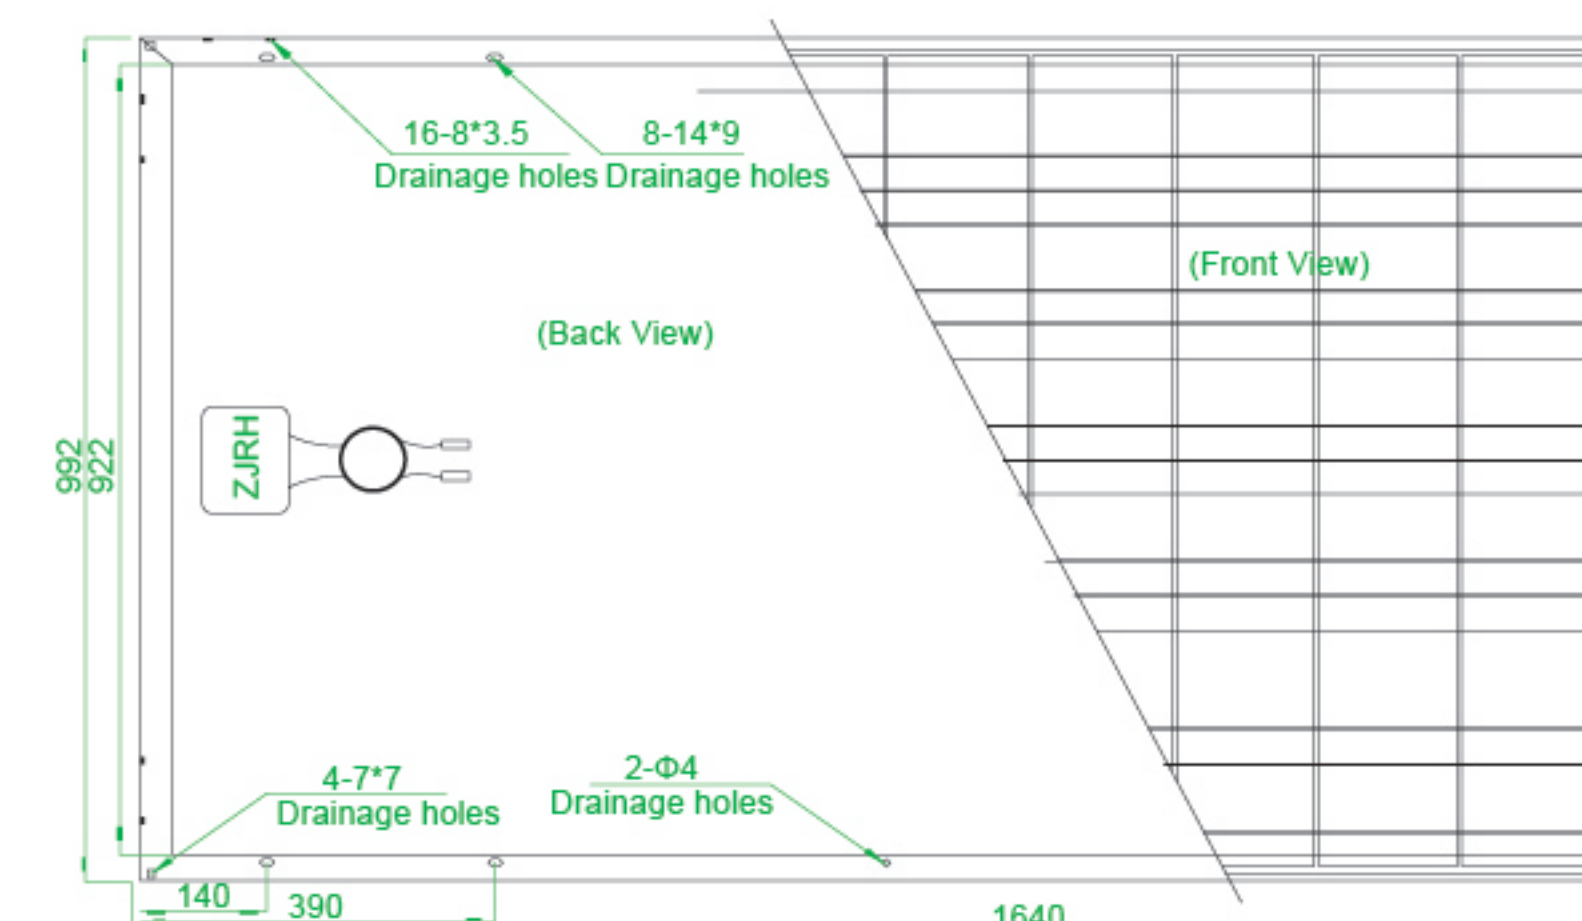 16-8*3.5
Drainage holes
8-14*9
Drainage holes
(Front View)
(Back View)
992
922
ZJRH
4-7*7
Drainage holes
2-Φ4
Drainage holes
140
390
1640